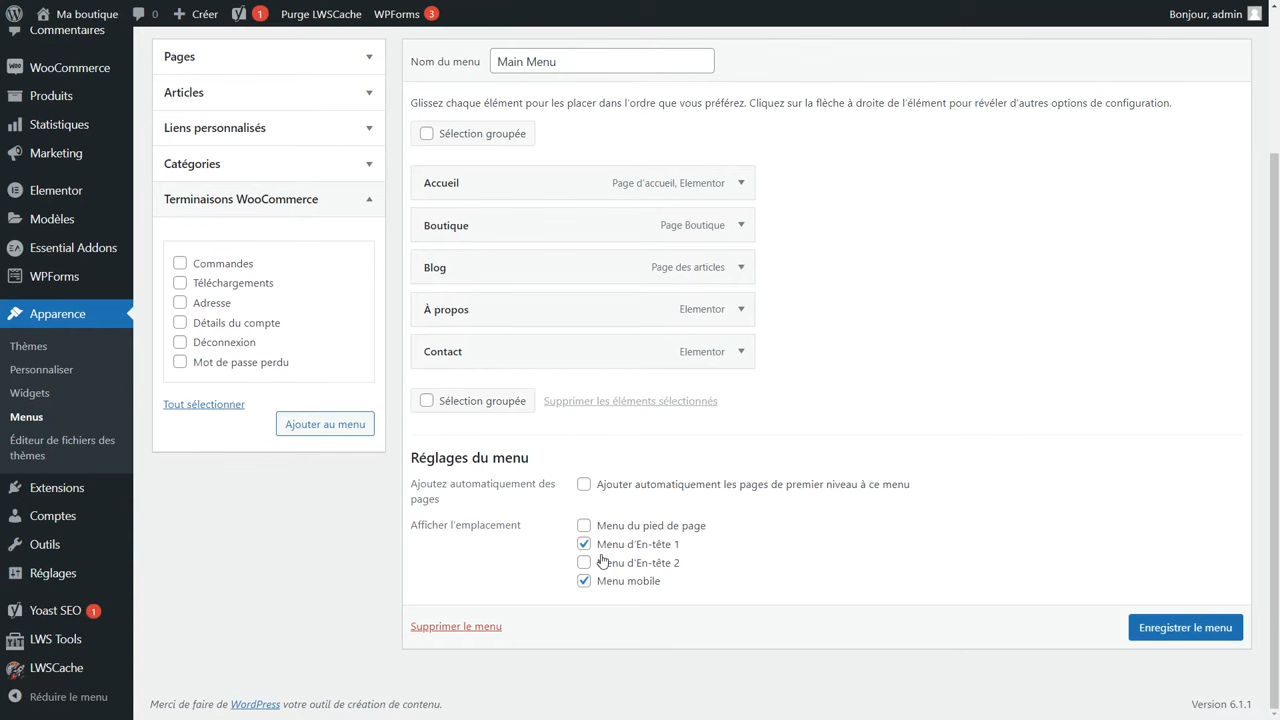 Ma boutique
0
Créer
1
Purge LWSCache
WPForms
3
Bonjour, admin
Commentaires
WooCommerce
Produits
Statistiques
Marketing
Elementor
Modèles
Essential Addons
WPForms
Apparence
Thèmes
Personnaliser
Widgets
Menus
Éditeur de fichiers des
thèmes
Extensions
Comptes
Outils
Réglages
Yoast SEO 1
LWS Tools
LWSCache
Réduire le menu
Pages
Articles
Liens personnalisés
Catégories
Terminaisons WooCommerce
Commandes
Téléchargements
Adresse
Détails du compte
Déconnexion
Mot de passe perdu
Tout sélectionner
Ajouter au menu
Nom du menu
Main Menu
Glissez chaque élément pour les placer dans l'ordre que vous préférez. Cliquez sur la flèche à droite de l'élément pour révéler d'autres options de configuration.
Sélection groupée
Accueil Page d'accueil, Elementor
Boutique Page Boutique
Blog Page des articles
À propos Elementor
Contact Elementor
Sélection groupée
Supprimer les éléments sélectionnés
Réglages du menu
Ajoutez automatiquement des
pages
Ajouter automatiquement les pages de premier niveau à ce menu
Afficher l'emplacement
Menu du pied de page
Menu d'En-tête 1
enu d'En-tête 2
Menu mobile
Supprimer le menu
Enregistrer le menu
Merci de faire de WordPress votre outil de création de contenu.
Version 6.1.1